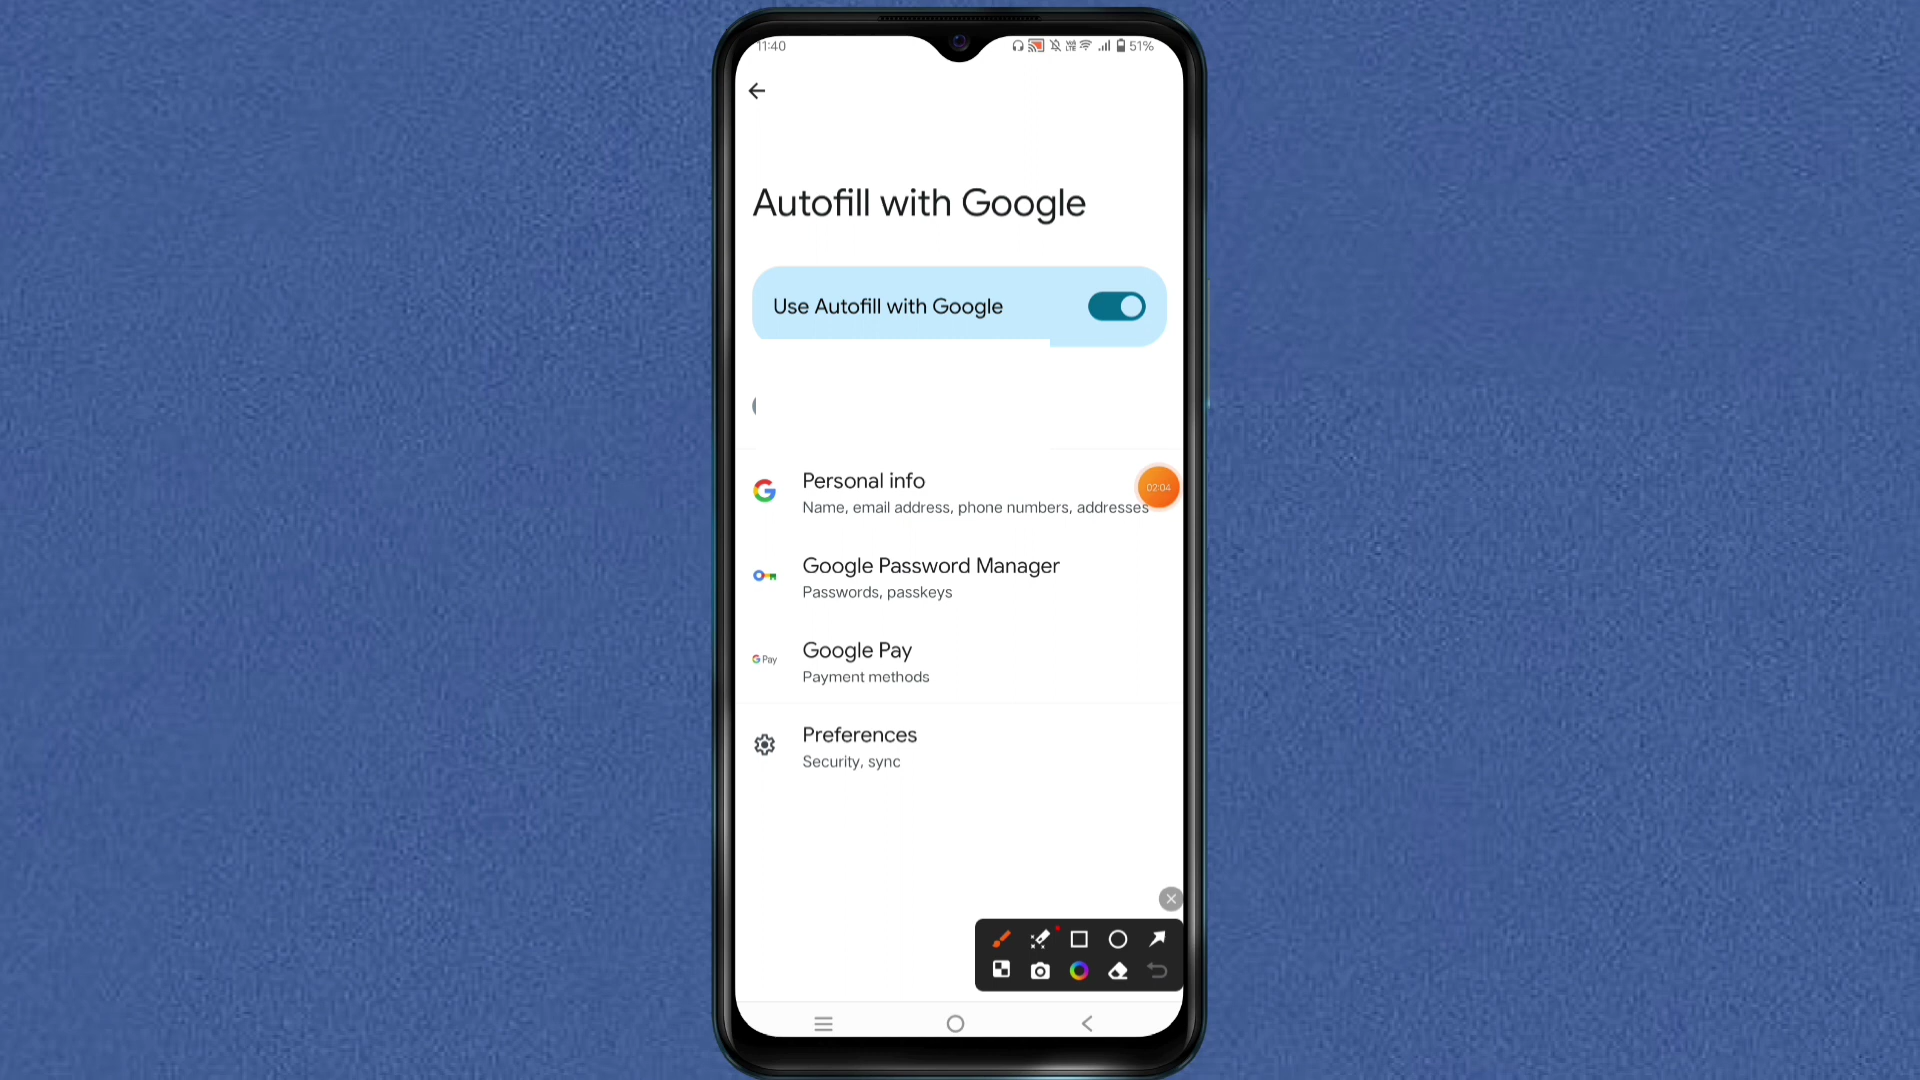 11:40
51%
Autofill with Google
Use Autofill with Google
Personal info
Name, email address, phone numbers, addresses
02:04
Google Password Manager
Passwords, passkeys
G Pay
Google Pay
Payment methods
Preferences
Security, sync